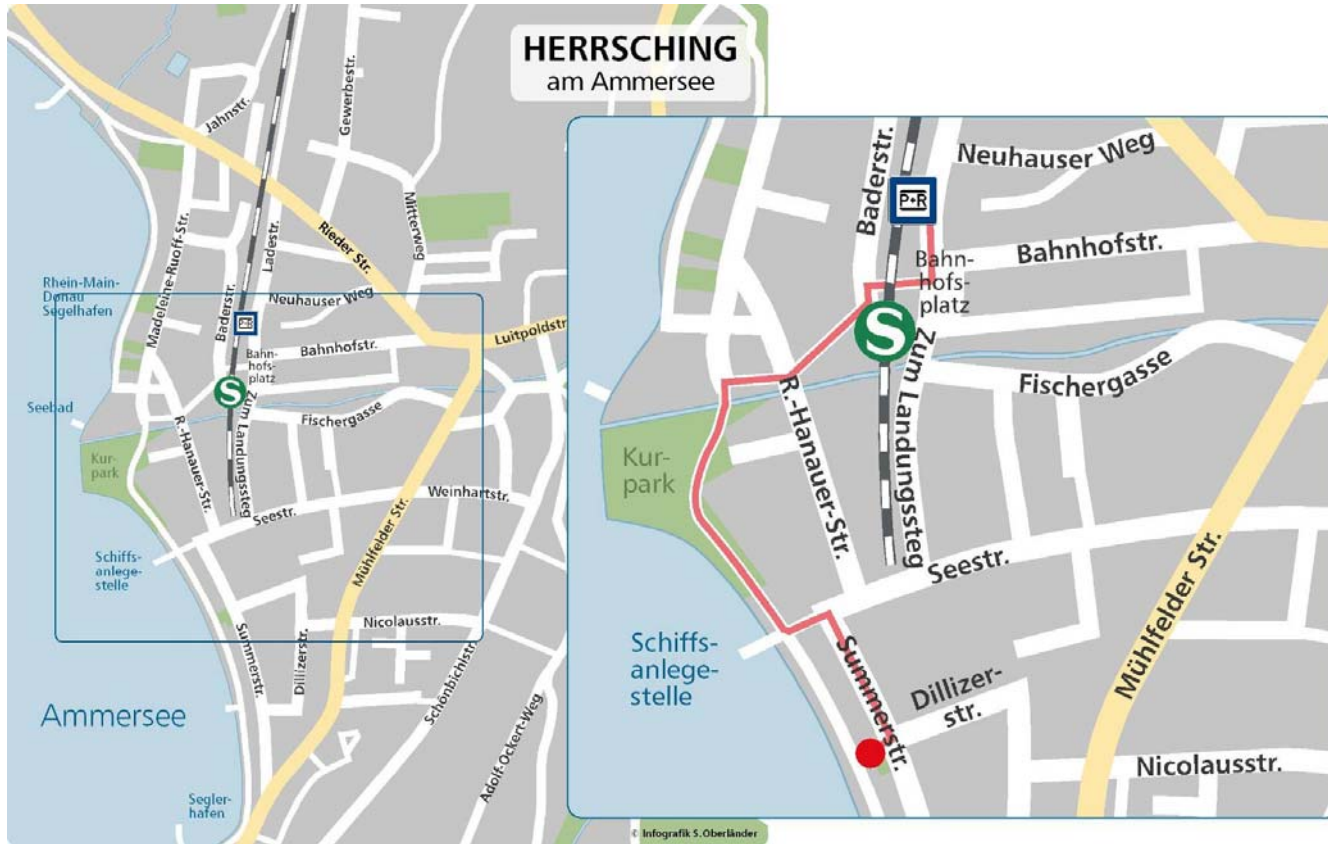 HERRSCHING
am Ammersee
Jahnstr.
Gewerbestr.
Mitterweg
Madeleine-Ruoff-Str.
Ladestr.
Rieder Str.
Rhein-Main-
Donau
Segelhafen
Baderstr.
Neuhauser Weg
P+R
Luitpoldstr.
Bahnhofstr.
Bahn-
hofs-
platz
S
Seebad
Zum Landungssteg
Fischergasse
R.-Hanauer-Str.
Kur-
park
Weinhartstr.
Seestr.
Schiffs-
anlege-
stelle
Mühlfelder Str.
Nicolausstr.
Summerstr.
Dillizerstr.
Schönbichlstr.
Ammersee
Adolf-Ockert-Weg
Segler-
hafen
© Infografik S.Oberländer
Baderstr.
Neuhauser Weg
P+R
Bahnhofstr.
Bahn-
hofs-
platz
S
Zum Landungssteg
Fischergasse
R.-Hanauer-Str.
Kur-
park
Seestr.
Mühlfelder Str.
Schiffs-
anlege-
stelle
Summerstr.
Dillizer-
str.
Nicolausstr.